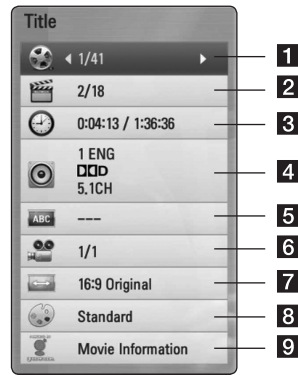 Title
1/41
1
2/18
2
0:04:13 / 1:36:36
3
1 ENG
DD D
5.1CH
4
ABC
---
5
1/1
6
16:9 Original
7
Standard
8
Movie Information
9